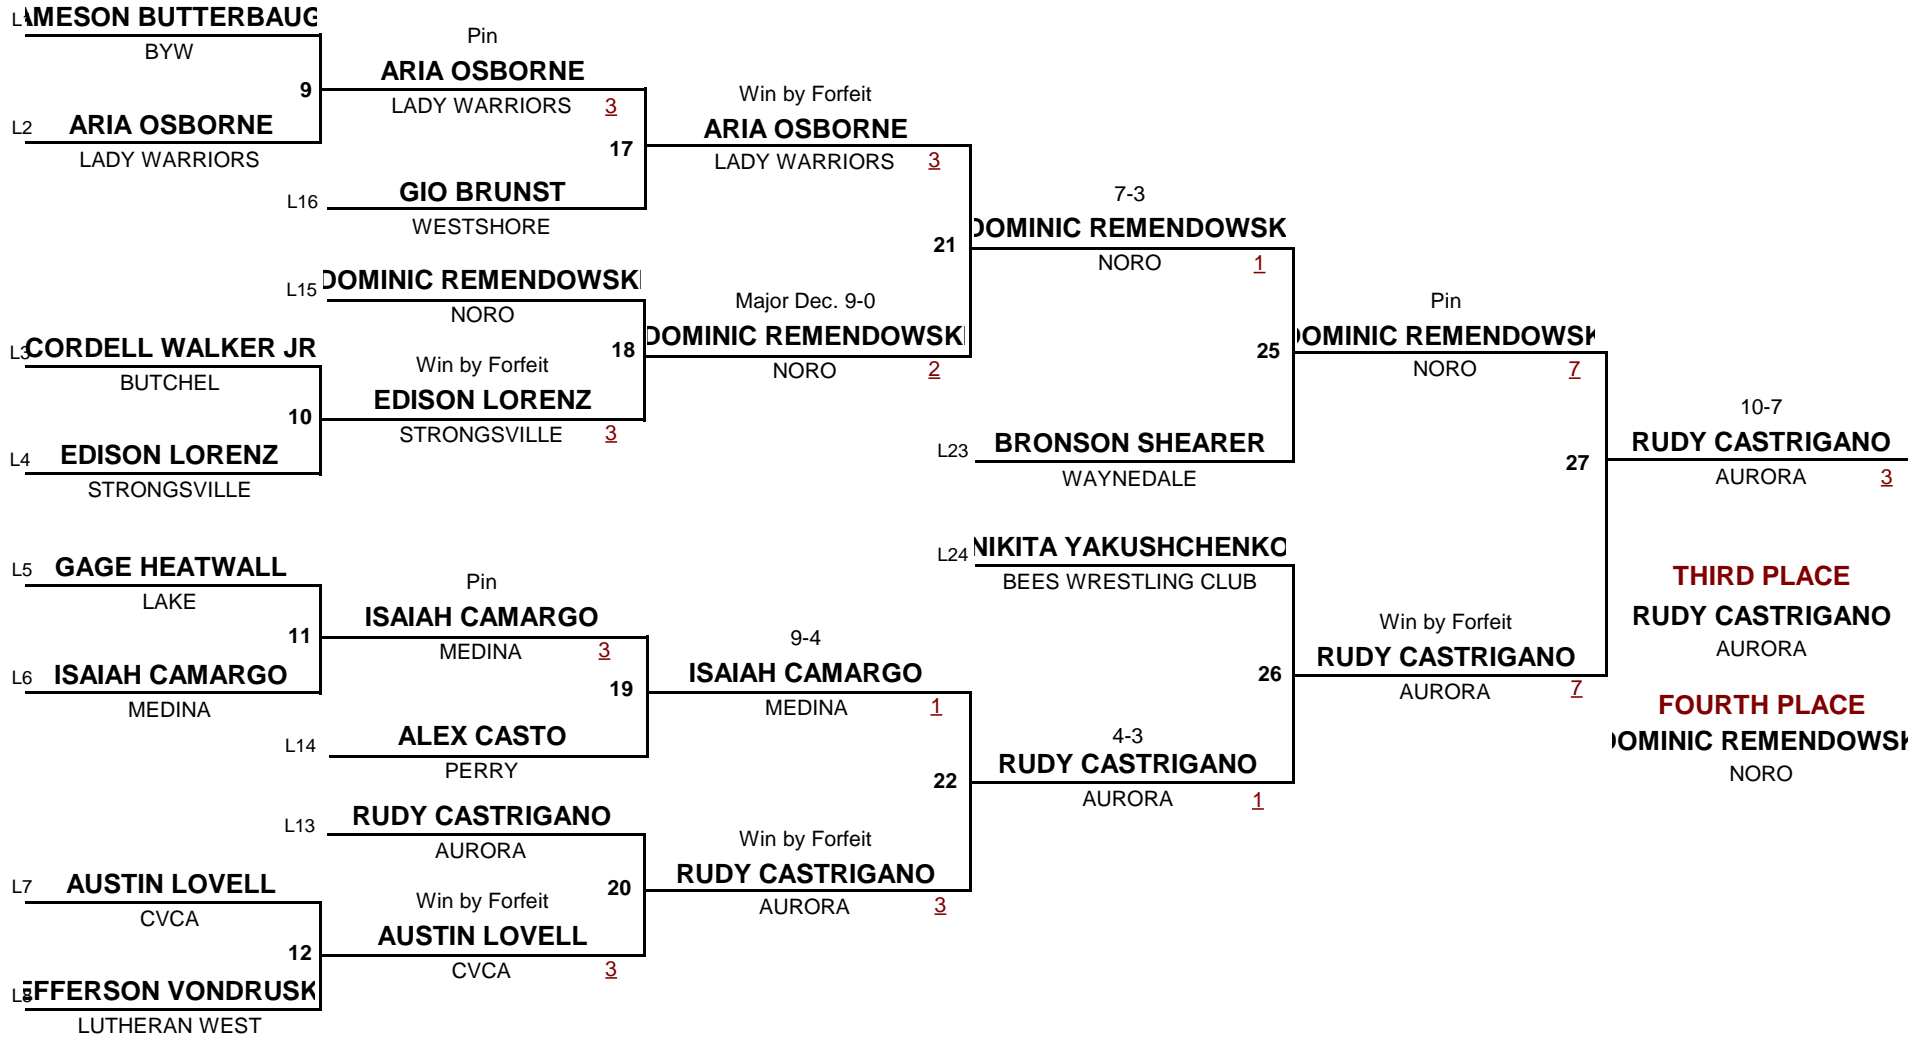 L1 AMESON BUTTERBAUG
BYW
9
L2 ARIA OSBORNE
LADY WARRIORS
Pin
ARIA OSBORNE
LADY WARRIORS 3
17
L16 GIO BRUNST
WESTSHORE
Win by Forfeit
ARIA OSBORNE
LADY WARRIORS 3
21
L15 DOMINIC REMENDOWSKI
NORO
18
L3 CORDELL WALKER JR
BUTCHEL
10
L4 EDISON LORENZ
STRONGSVILLE
Win by Forfeit
EDISON LORENZ
STRONGSVILLE 3
Major Dec. 9-0
DOMINIC REMENDOWSKI
NORO 2
7-3
DOMINIC REMENDOWSK
NORO 1
25
L23 BRONSON SHEARER
WAYNEDALE
Pin
DOMINIC REMENDOWSK
NORO 7
27
10-7
RUDY CASTRIGANO
AURORA 3
L5 GAGE HEATWALL
LAKE
11
L6 ISAIAH CAMARGO
MEDINA
Pin
ISAIAH CAMARGO
MEDINA 3
19
L14 ALEX CASTO
PERRY
9-4
ISAIAH CAMARGO
MEDINA 1
22
L13 RUDY CASTRIGANO
AURORA
20
L7 AUSTIN LOVELL
CVCA
12
L8 EFFERSON VONDRUSK
LUTHERAN WEST
Win by Forfeit
AUSTIN LOVELL
CVCA 3
Win by Forfeit
RUDY CASTRIGANO
AURORA 3
L24 NIKITA YAKUSHCHENKO
BEES WRESTLING CLUB
26
4-3
RUDY CASTRIGANO
AURORA 1
Win by Forfeit
RUDY CASTRIGANO
AURORA 7
THIRD PLACE
RUDY CASTRIGANO
AURORA
FOURTH PLACE
DOMINIC REMENDOWSK
NORO